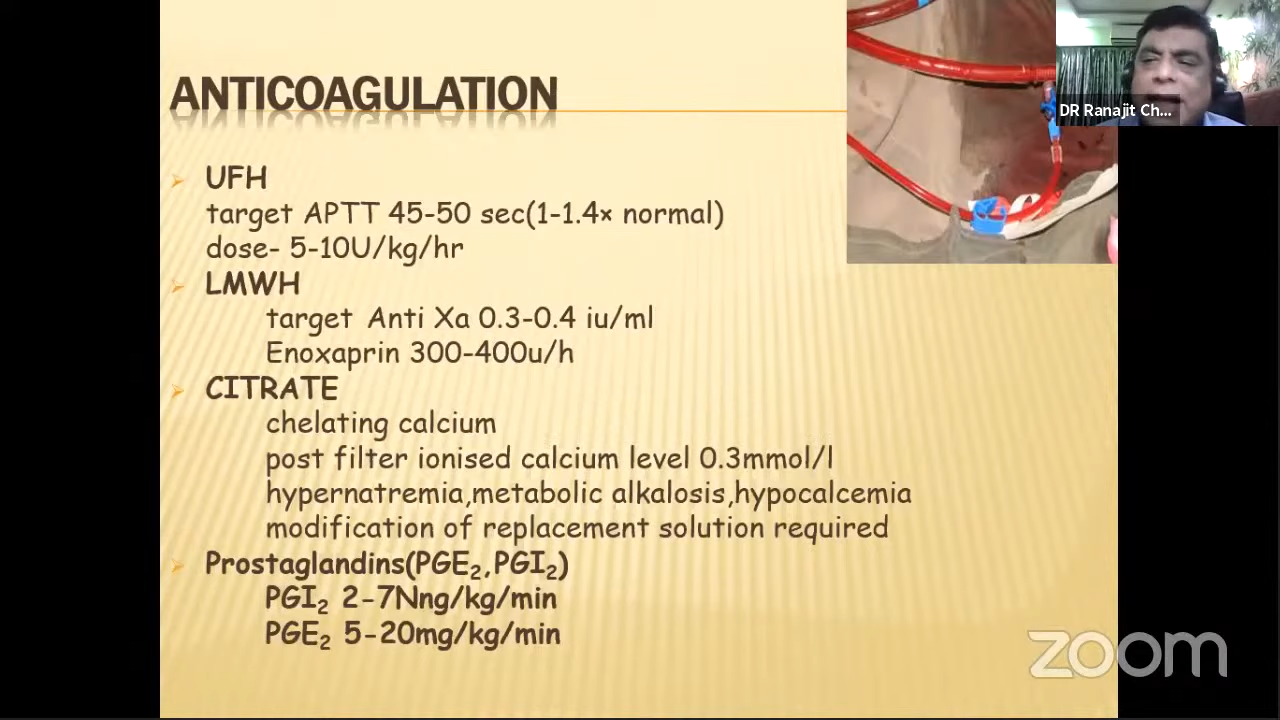 ANTICOAGULATION
DR Ranajit Ch...
UFH
target APTT 45-50 sec(1-1.4× normal)
dose- 5-10U/kg/hr
LMWH
target Anti Xa 0.3-0.4 iu/ml
Enoxaprin 300-400u/h
CITRATE
chelating calcium
post filter ionised calcium level 0.3mmol/l
hypernatremia,metabolic alkalosis,hypocalcemia
modification of replacement solution required
Prostaglandins(PGE₂,PGI₂)
PGI₂ 2-7Nng/kg/min
PGE₂ 5-20mg/kg/min
zoom